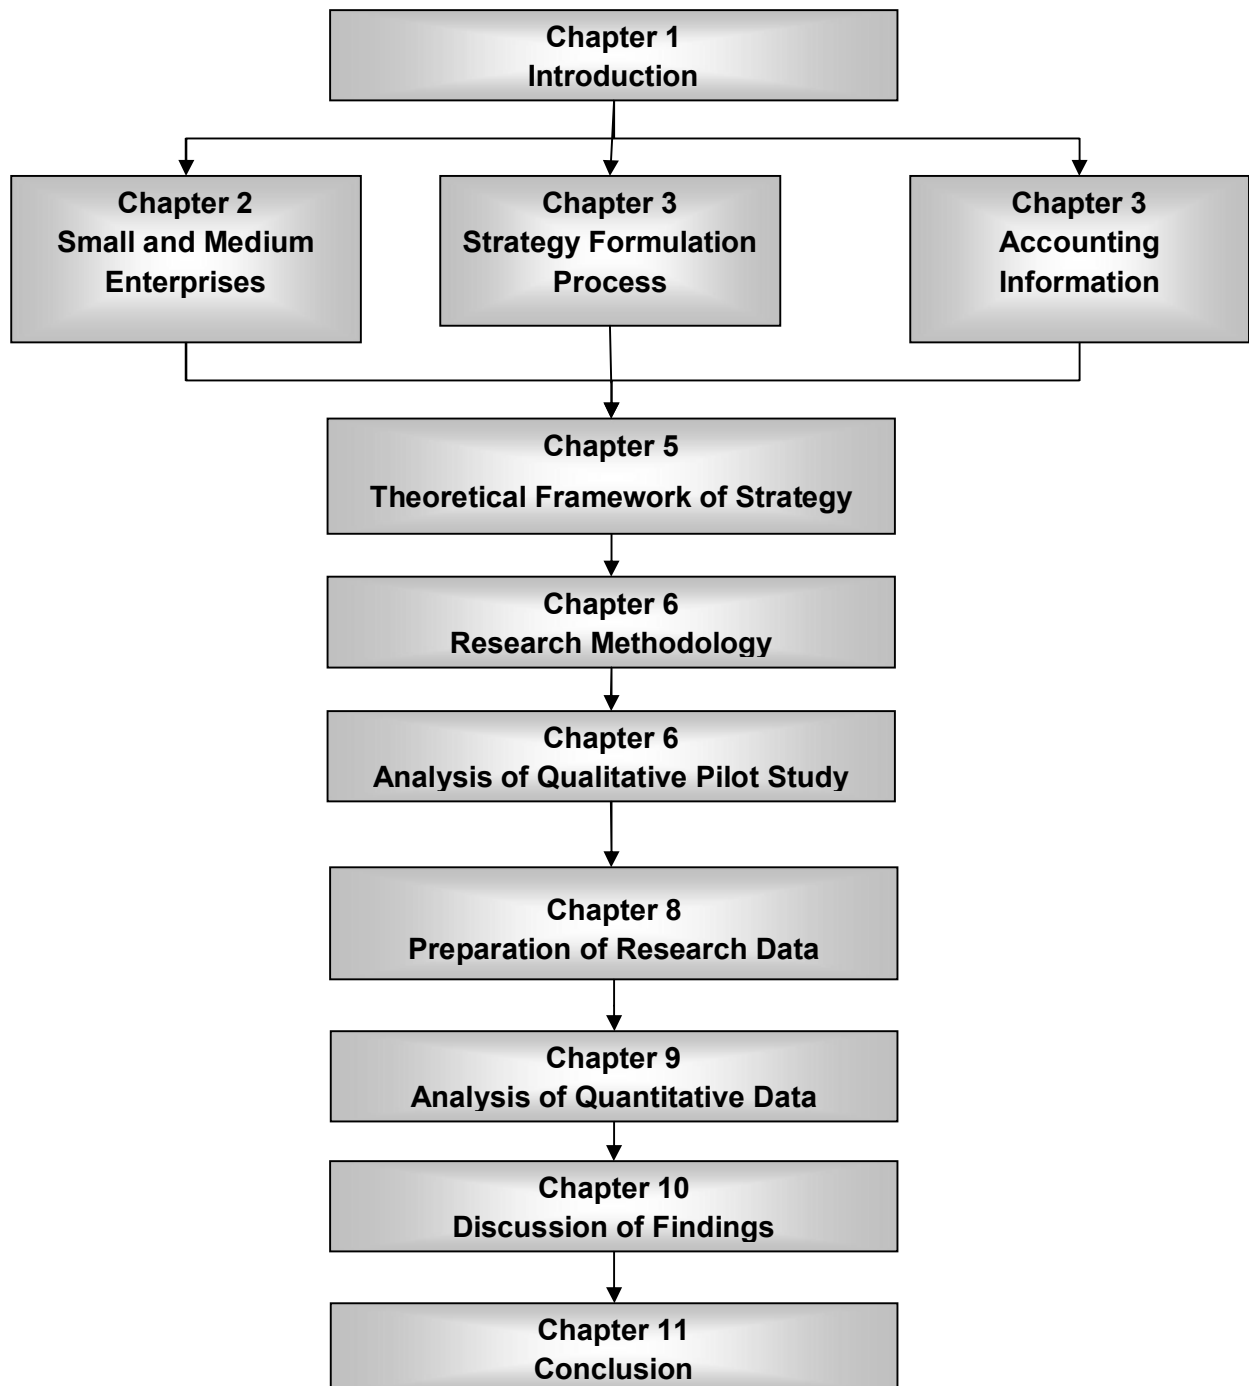 Chapter 1
Introduction
Chapter 2
Small and Medium
Enterprises
Chapter 3
Strategy Formulation
Process
Chapter 3
Accounting
Information
Chapter 5
Theoretical Framework of Strategy
Chapter 6
Research Methodology
Chapter 6
Analysis of Qualitative Pilot Study
Chapter 8
Preparation of Research Data
Chapter 9
Analysis of Quantitative Data
Chapter 10
Discussion of Findings
Chapter 11
Conclusion